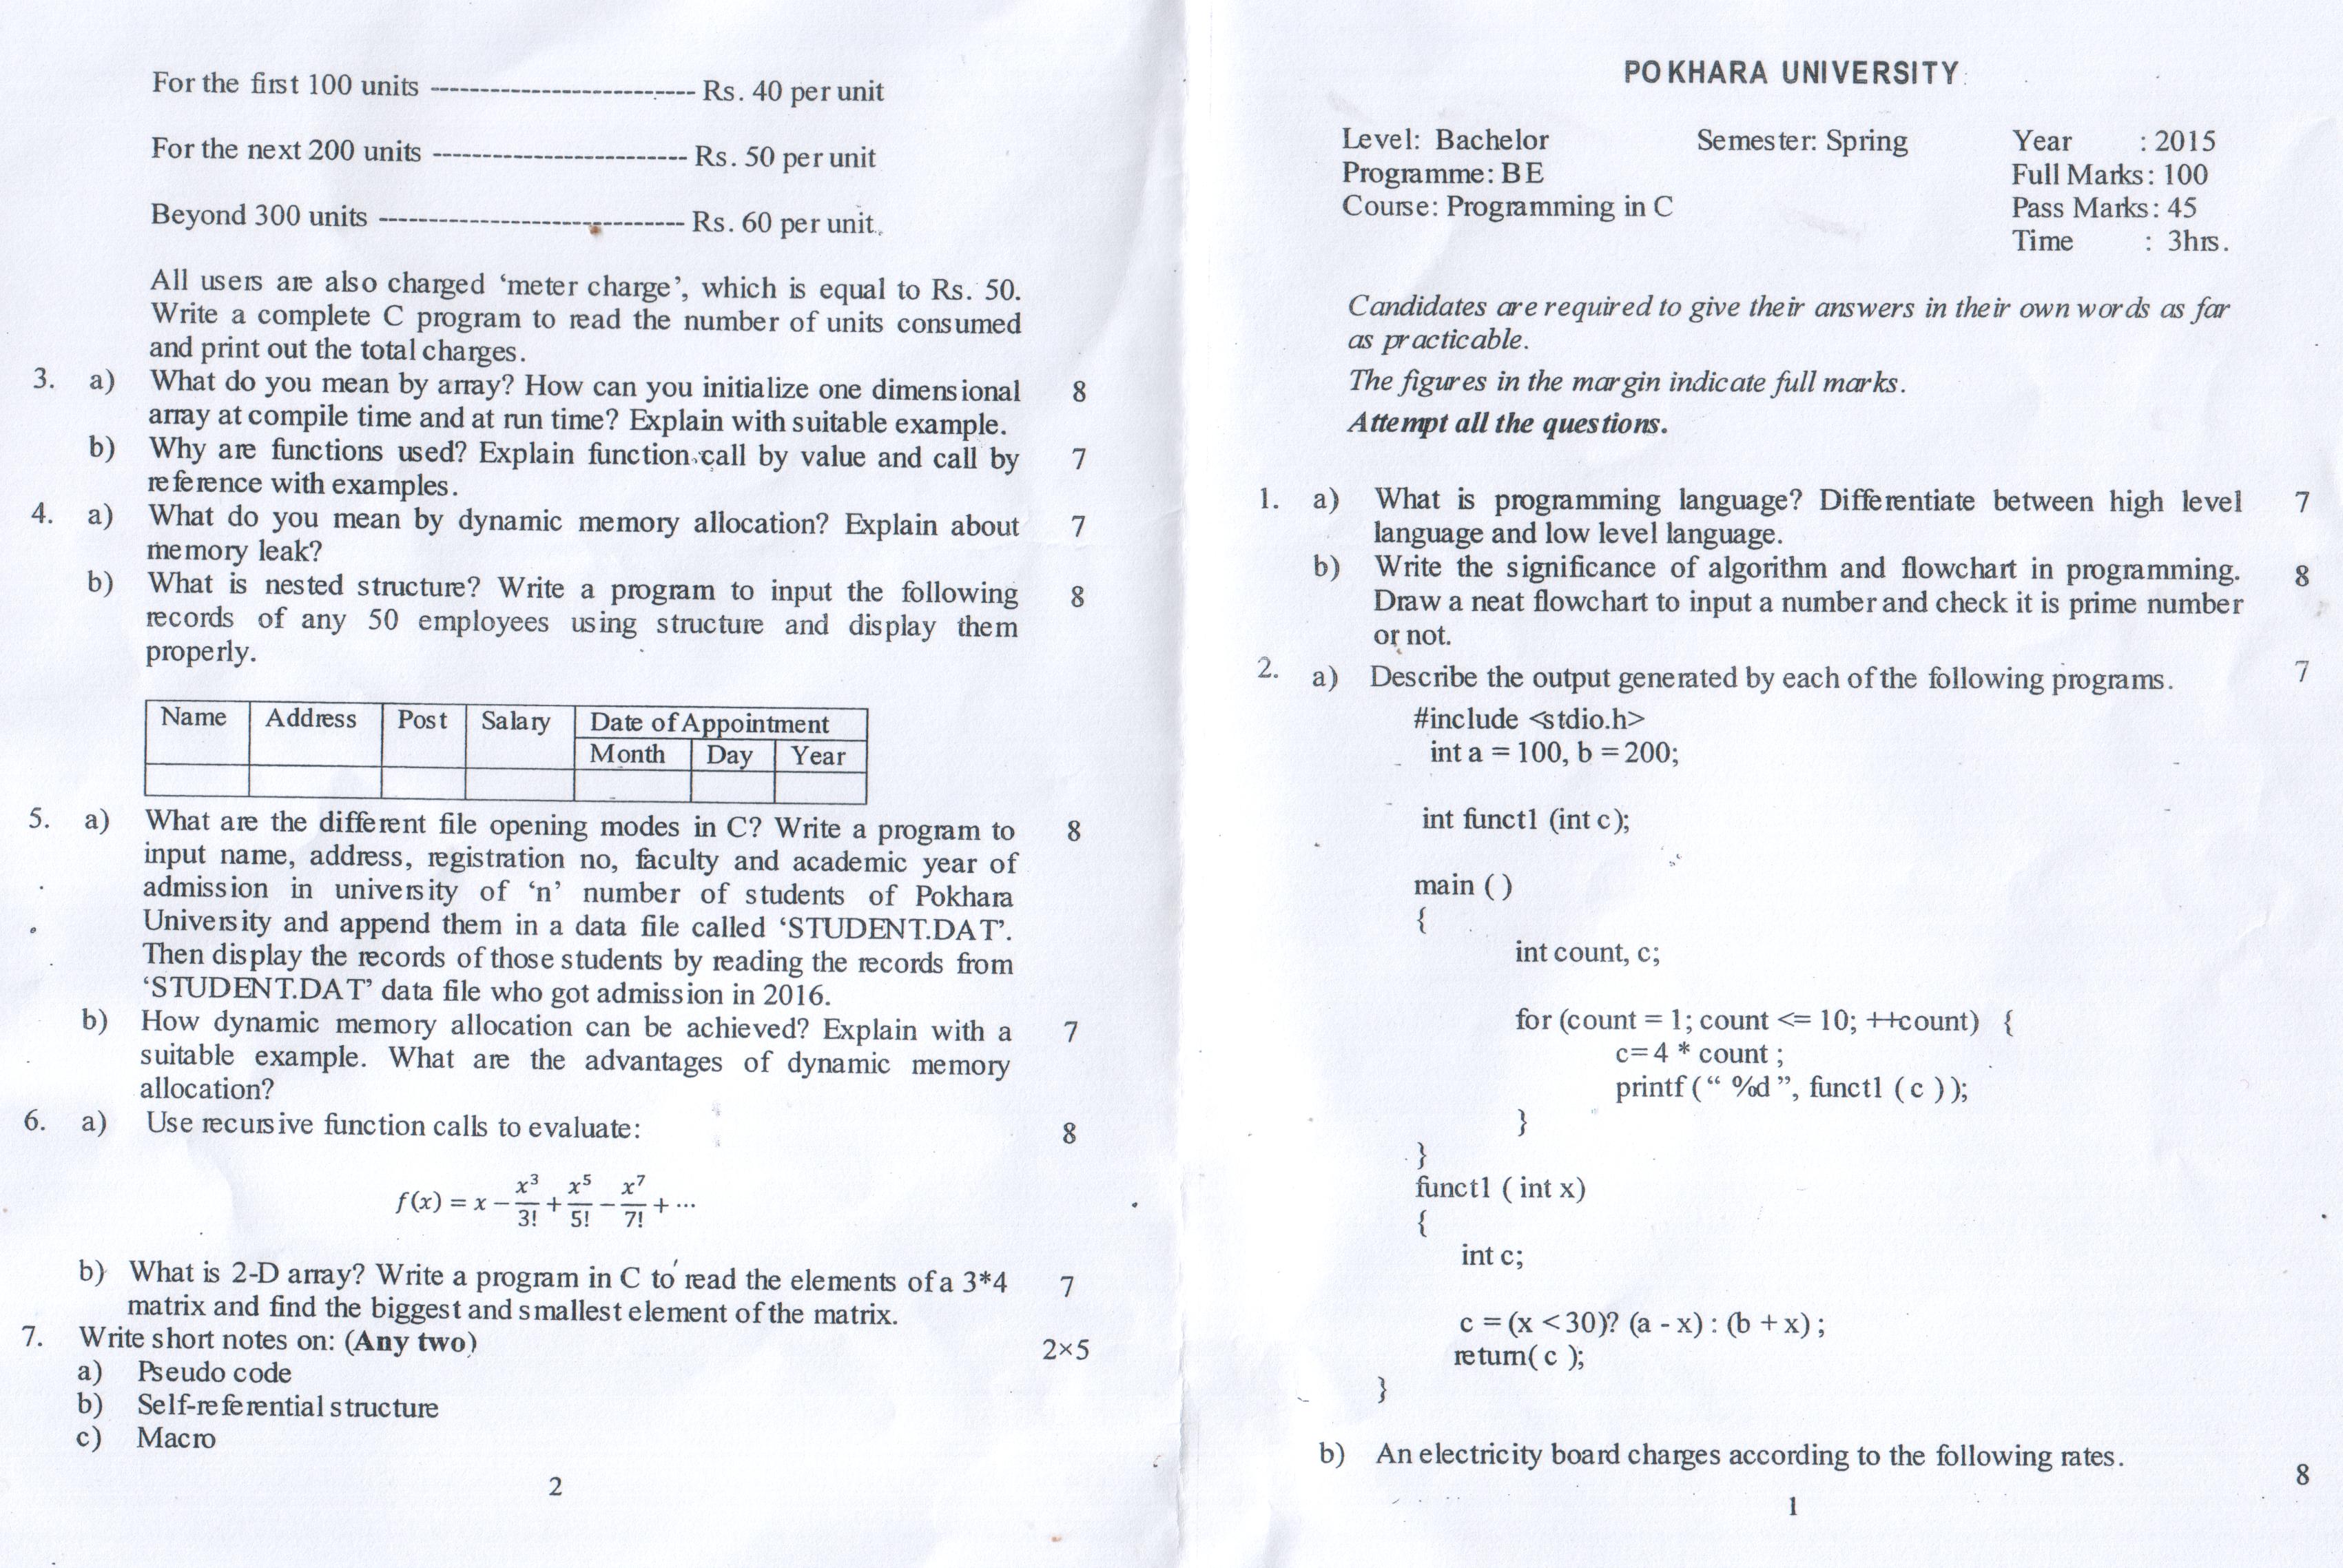 POKHARA UNIVERSITY
Level: Bachelor Semester: Spring Year : 2015
Programme: BE Full Marks: 100
Course: Programming in C Pass Marks: 45
Time : 3hrs.
Candidates are required to give their answers in their own words as far
as practicable.
The figures in the margin indicate full marks.
Attempt all the questions.
1. a) What is programming language? Differentiate between high level 7
language and low level language.
b) Write the significance of algorithm and flowchart in programming. 8
Draw a neat flowchart to input a number and check it is prime number
or not.
2. a) Describe the output generated by each of the following programs. 7
#include <stdio.h>
int a = 100, b = 200;
int funct1 (int c);
main ( )
{
int count, c;
for (count = 1; count <= 10; ++count) {
c=4 * count ;
printf (“ %d ”, funct1 ( c ) );
}
}
funct1 ( int x)
{
int c;
c = (x < 30)? (a - x) : (b + x) ;
return( c );
}
b) An electricity board charges according to the following rates. 8
1
For the first 100 units -------------------------- Rs. 40 per unit
For the next 200 units ------------------------- Rs. 50 per unit
Beyond 300 units ------------------------------ Rs. 60 per unit.
All users are also charged ‘meter charge’, which is equal to Rs. 50.
Write a complete C program to read the number of units consumed
and print out the total charges.
3. a) What do you mean by array? How can you initialize one dimensional 8
array at compile time and at run time? Explain with suitable example.
b) Why are functions used? Explain function call by value and call by 7
reference with examples.
4. a) What do you mean by dynamic memory allocation? Explain about 7
memory leak?
b) What is nested structure? Write a program to input the following 8
records of any 50 employees using structure and display them
properly.
Name Address Post Salary Date of Appointment
Month Day Year
5. a) What are the different file opening modes in C? Write a program to 8
input name, address, registration no, faculty and academic year of
admission in university of ‘n’ number of students of Pokhara
University and append them in a data file called ‘STUDENT.DAT’.
Then display the records of those students by reading the records from
‘STUDENT.DAT’ data file who got admission in 2016.
b) How dynamic memory allocation can be achieved? Explain with a 7
suitable example. What are the advantages of dynamic memory
allocation?
6. a) Use recursive function calls to evaluate: 8
f(x) = x − x³/3! + x⁵/5! − x⁷/7! + ···
b) What is 2-D array? Write a program in C to read the elements of a 3*4 7
matrix and find the biggest and smallest element of the matrix.
7. Write short notes on: (Any two) 2×5
a) Pseudo code
b) Self-referential structure
c) Macro
2